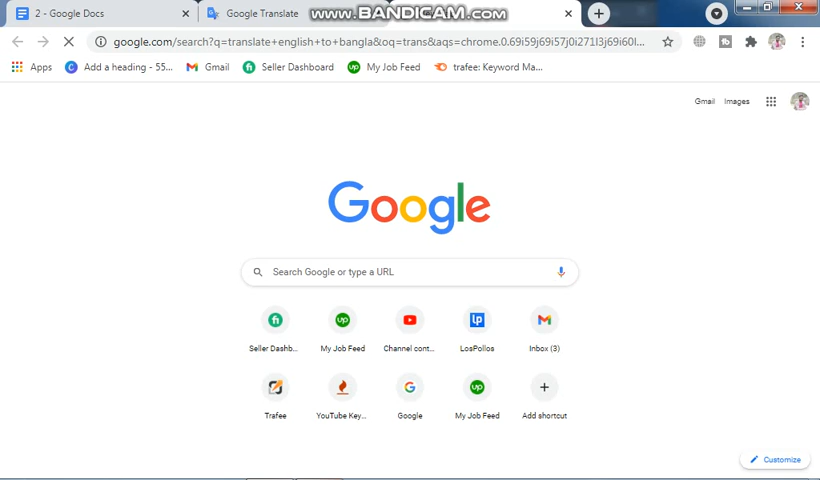 2 - Google Docs
Google Translate
www.BANDICAM.com
google.com/search?q=translate+english+to+bangla&oq=trans&aqs=chrome.0.69i59j69i57j0i271l3j69i60l...
Apps
Add a heading - 55...
Gmail
Seller Dashboard
My Job Feed
trafee: Keyword Ma...
Gmail
Images
Google
Search Google or type a URL
Seller Dashb...
My Job Feed
Channel cont...
LosPollos
Inbox (3)
Trafee
YouTube Key...
Google
My Job Feed
Add shortcut
Customize